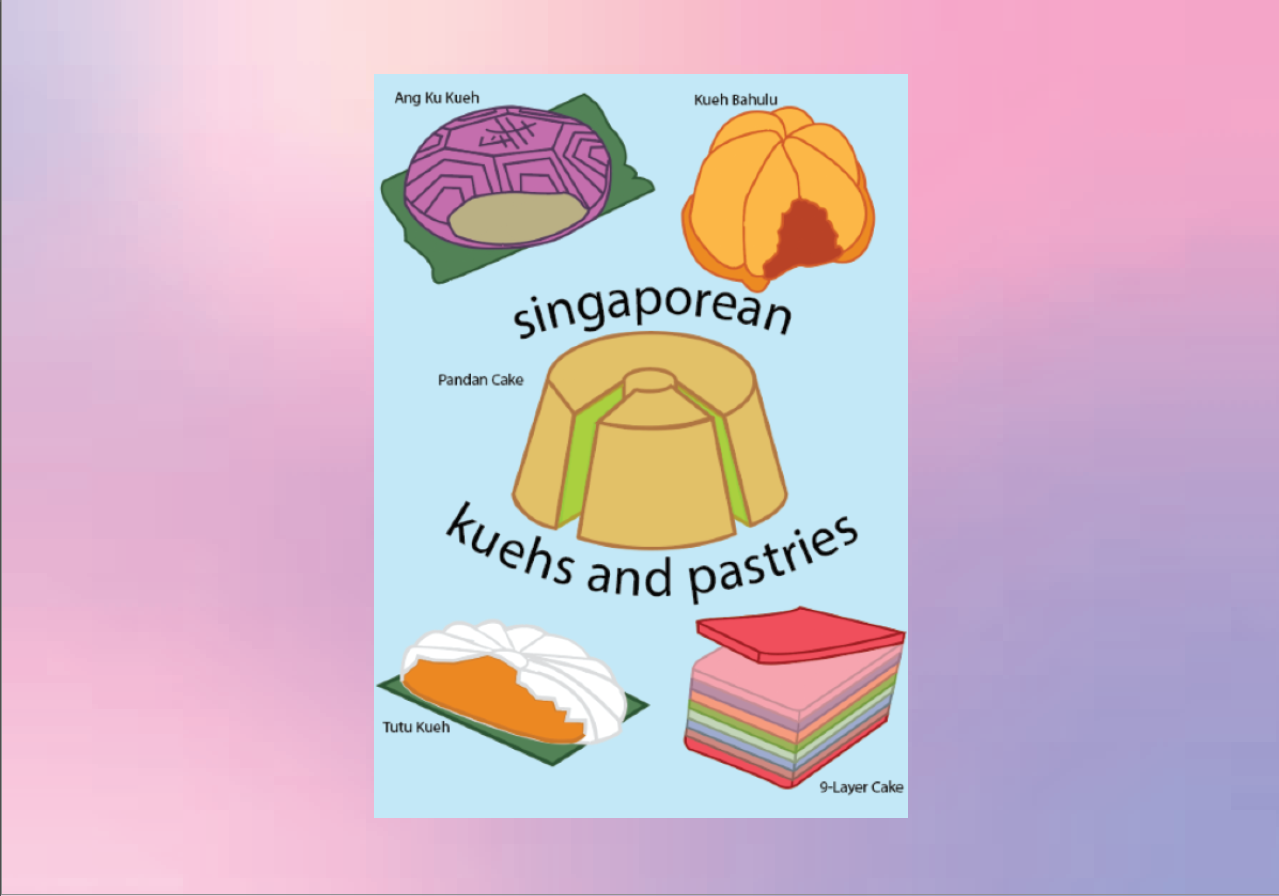 Ang Ku Kueh
Kueh Bahulu
singaporean
Pandan Cake
kuehs and pastries
Tutu Kueh
9-Layer Cake